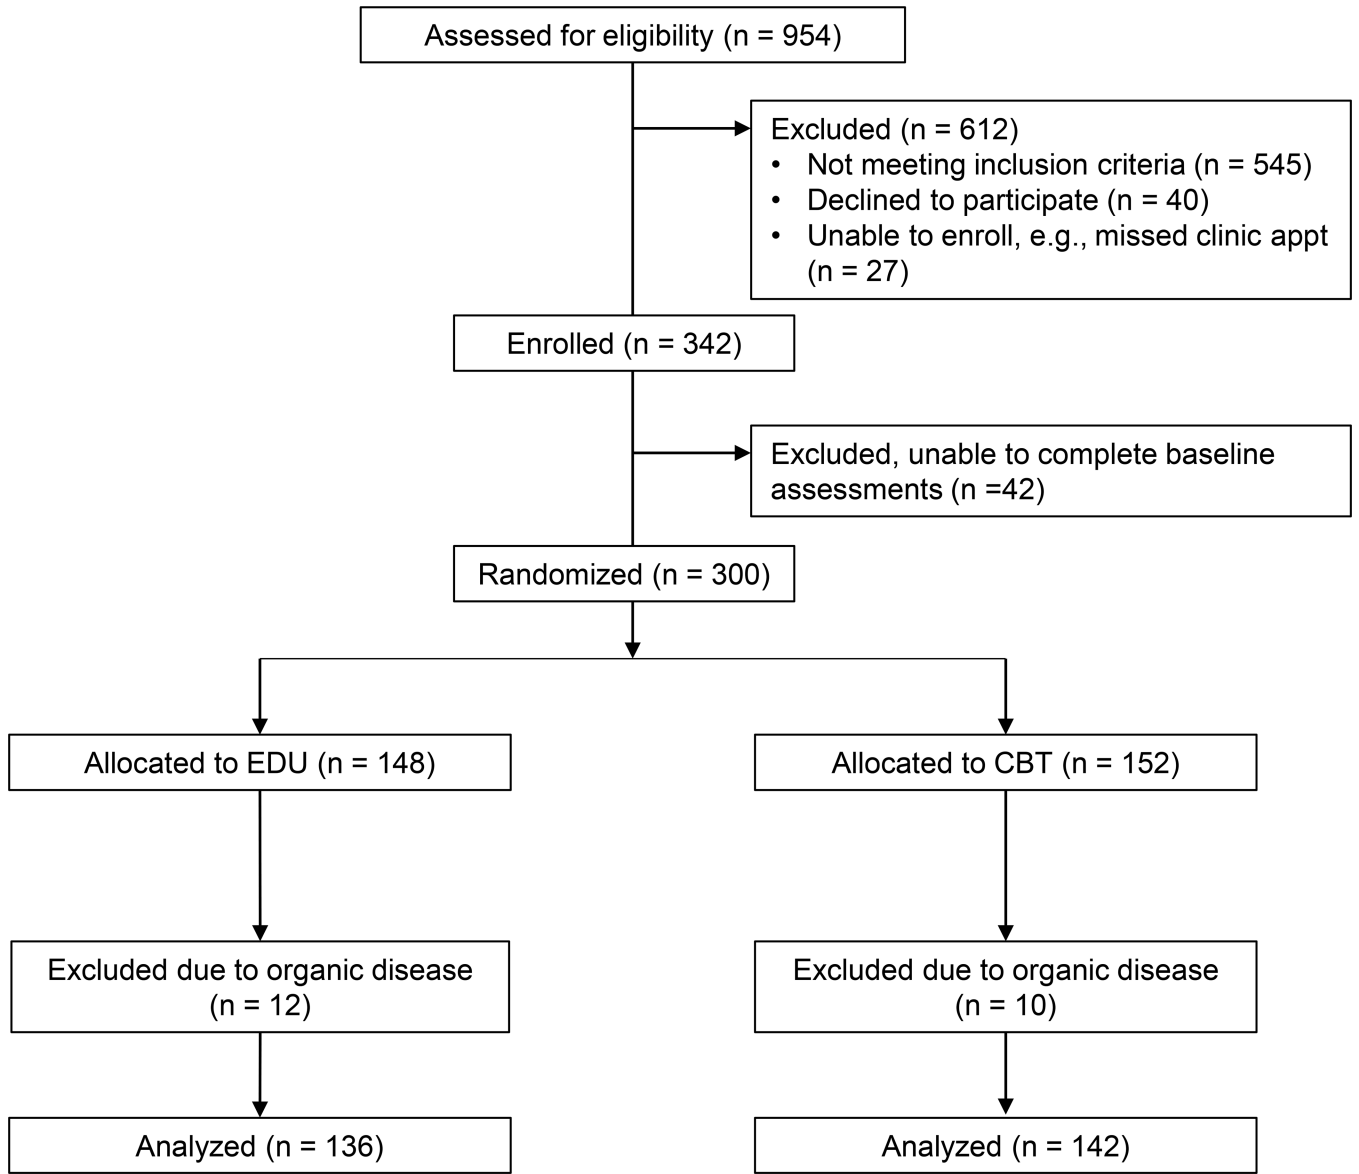 Assessed for eligibility (n = 954)
Excluded (n = 612)
• Not meeting inclusion criteria (n = 545)
• Declined to participate (n = 40)
• Unable to enroll, e.g., missed clinic appt
(n = 27)
Enrolled (n = 342)
Excluded, unable to complete baseline
assessments (n =42)
Randomized (n = 300)
Allocated to EDU (n = 148)
Allocated to CBT (n = 152)
Excluded due to organic disease
(n = 12)
Excluded due to organic disease
(n = 10)
Analyzed (n = 136)
Analyzed (n = 142)